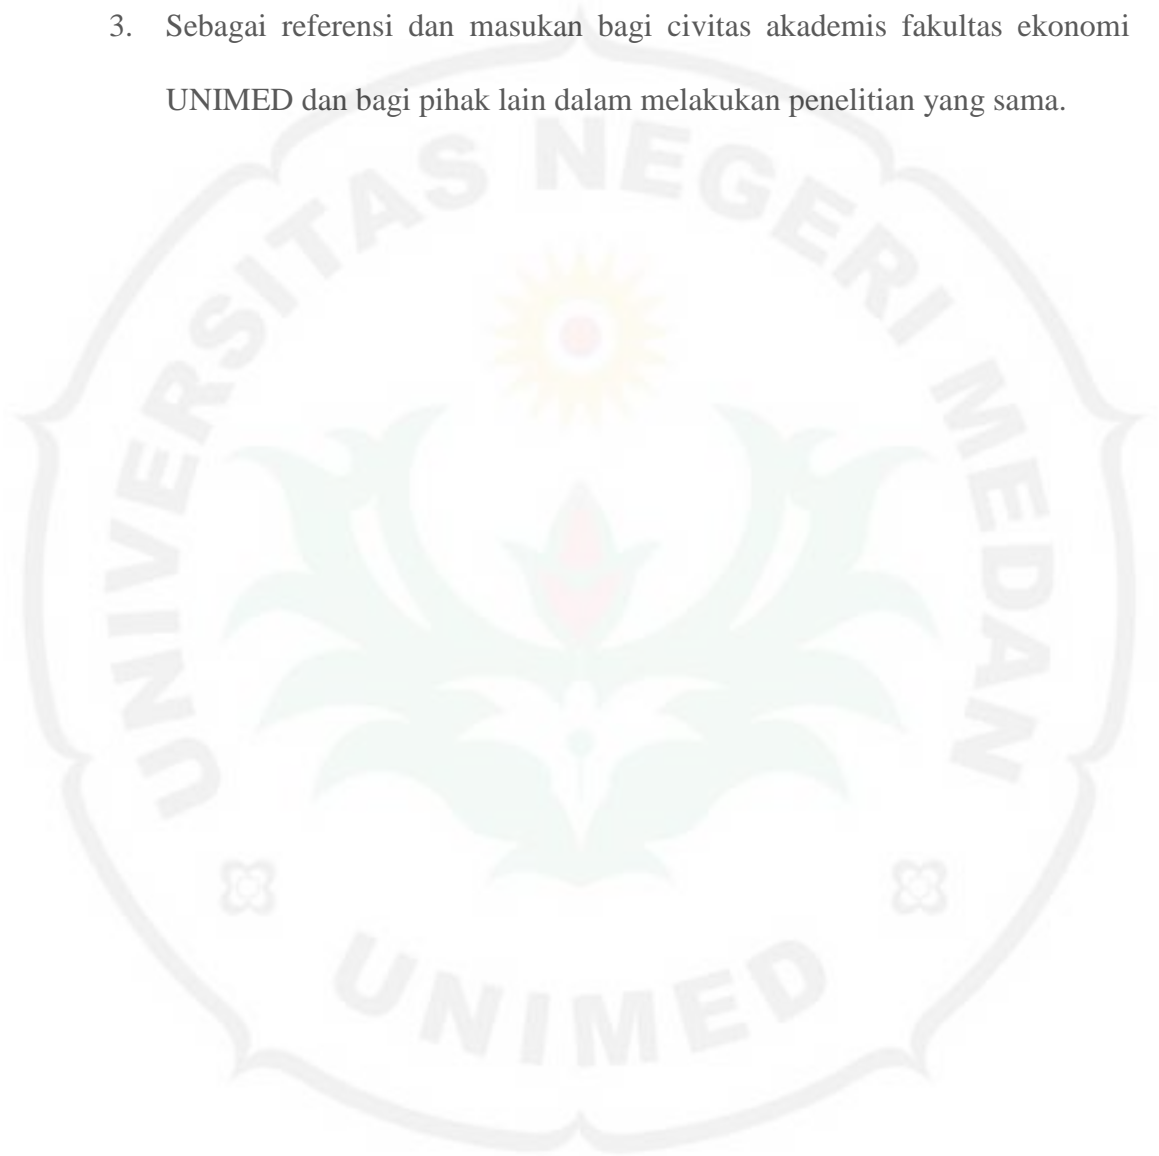 3. Sebagai referensi dan masukan bagi civitas akademis fakultas ekonomi
UNIMED dan bagi pihak lain dalam melakukan penelitian yang sama.
UNIVERSITAS NEGERI MEDAN
UNIMED